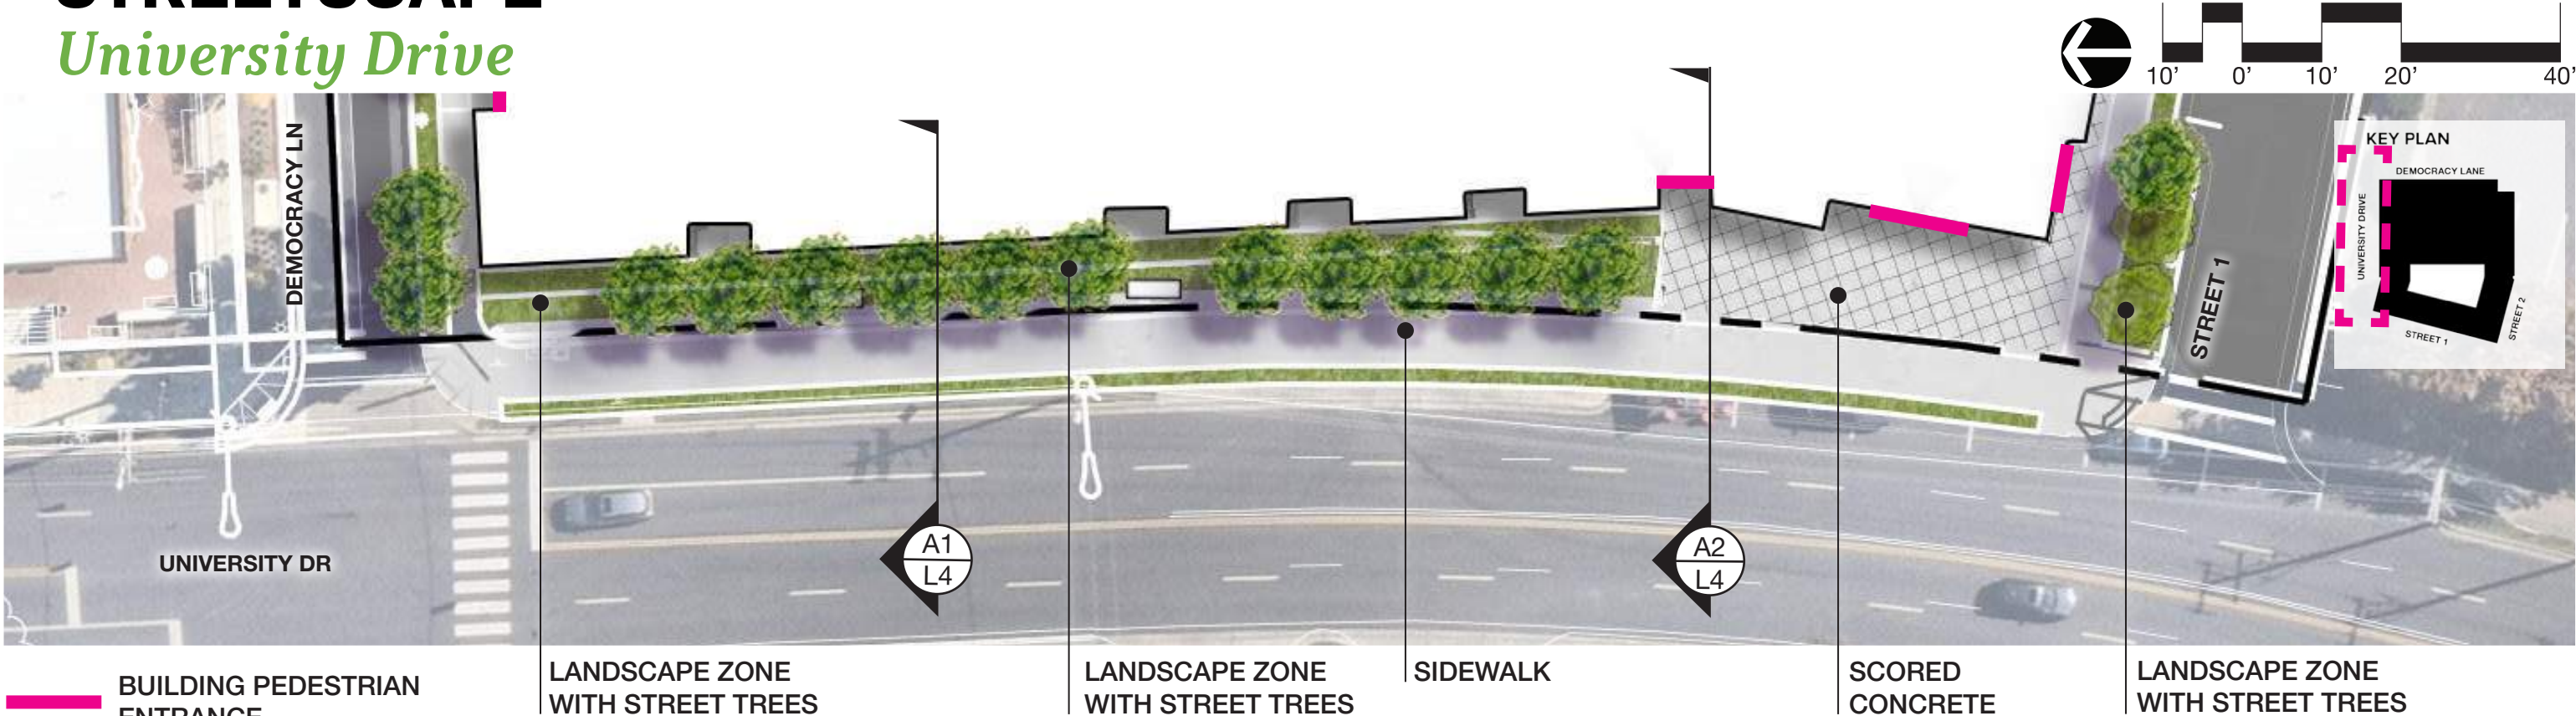 STREETSCAPE
University Drive
10' 0' 10' 20' 40'
KEY PLAN
DEMOCRACY LANE
UNIVERSITY DRIVE
STREET 1
STREET 2
DEMOCRACY LN
STREET 1
UNIVERSITY DR
A1
L4
A2
L4
BUILDING PEDESTRIAN
ENTRANCE
LANDSCAPE ZONE
WITH STREET TREES
LANDSCAPE ZONE
WITH STREET TREES
SIDEWALK
SCORED
CONCRETE
LANDSCAPE ZONE
WITH STREET TREES